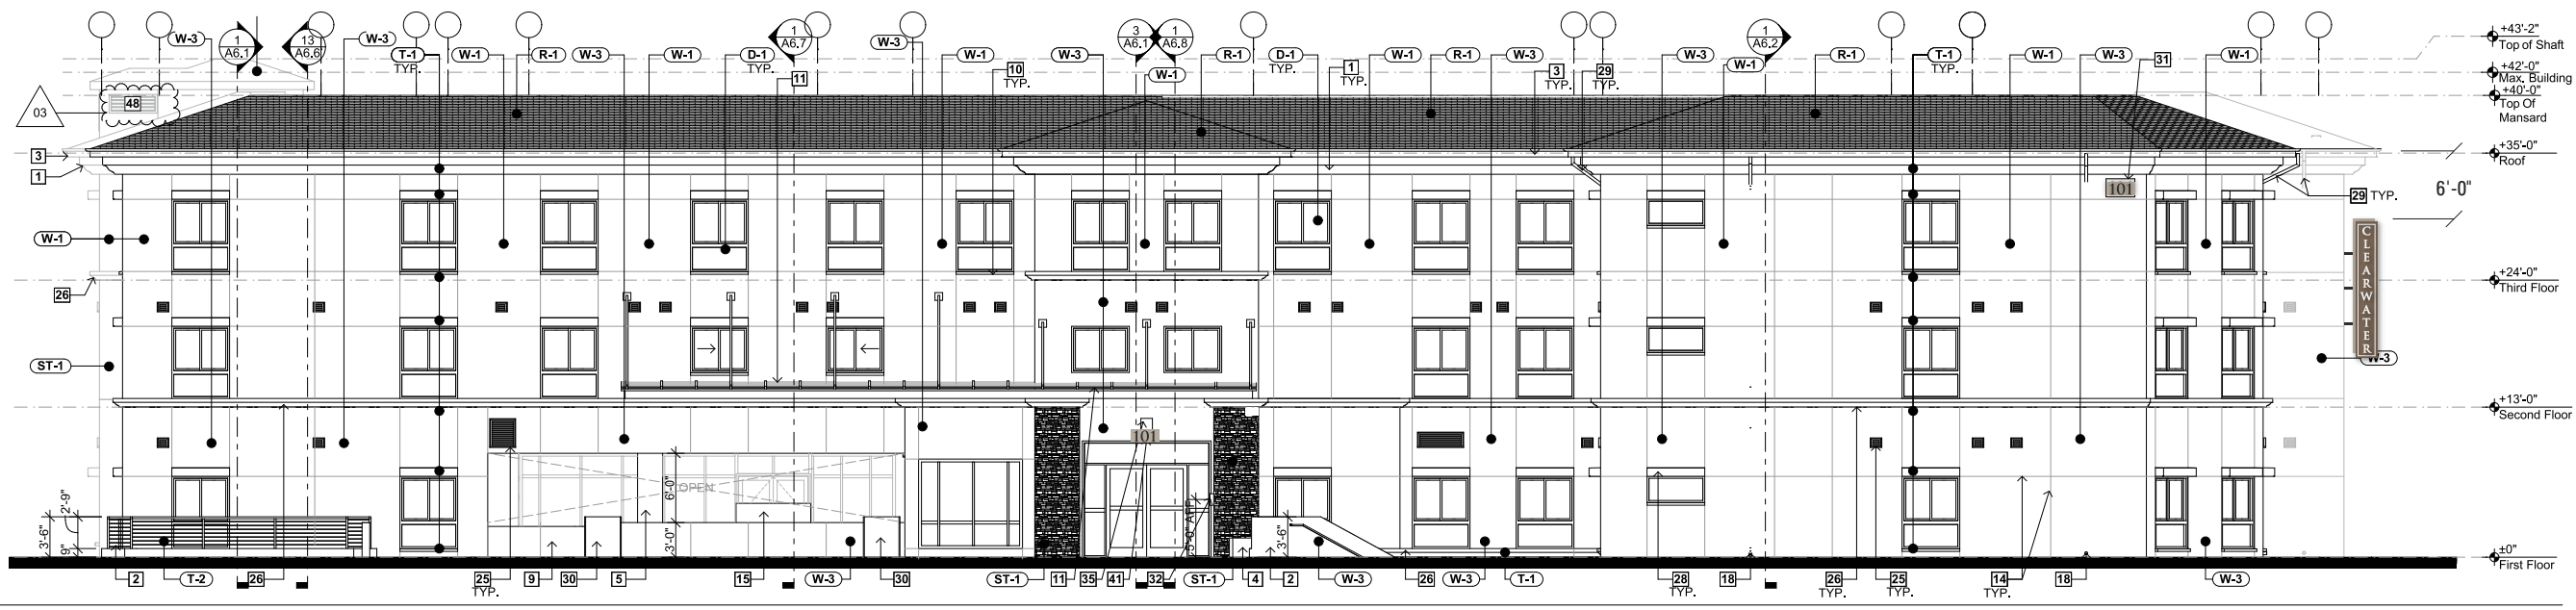 W-3
1
A6.1
13
A6.6
W-3
T-1
TYP.
W-1
R-1
W-3
W-1
D-1
TYP.
1
A6.7
11
W-3
W-1
10
TYP.
W-3
3
A6.1
1
A6.8
W-1
R-1
D-1
TYP.
1
TYP.
W-1
R-1
W-3
3
TYP.
29
TYP.
W-3
W-1
1
A6.2
R-1
T-1
TYP.
W-1
W-3
31
W-1
+43'-2"
Top of Shaft
+42'-0"
Max. Building
+40'-0"
Top Of
Mansard
48
03
3
1
+35'-0"
Roof
101
29 TYP.
6'-0"
W-1
CLEARWATER
26
+24'-0"
Third Floor
ST-1
W-3
+13'-0"
Second Floor
101
OPEN
6'-0"
3'-0"
5'-0" AFF
2'-9"
3'-6"
9"
3'-6"
±0"
First Floor
2
T-2
26
25
TYP.
9
30
5
15
W-3
30
ST-1
11
35
41
32
ST-1
4
2
W-3
26
W-3
T-1
28
TYP.
18
26
TYP.
25
TYP.
14
TYP.
18
W-3